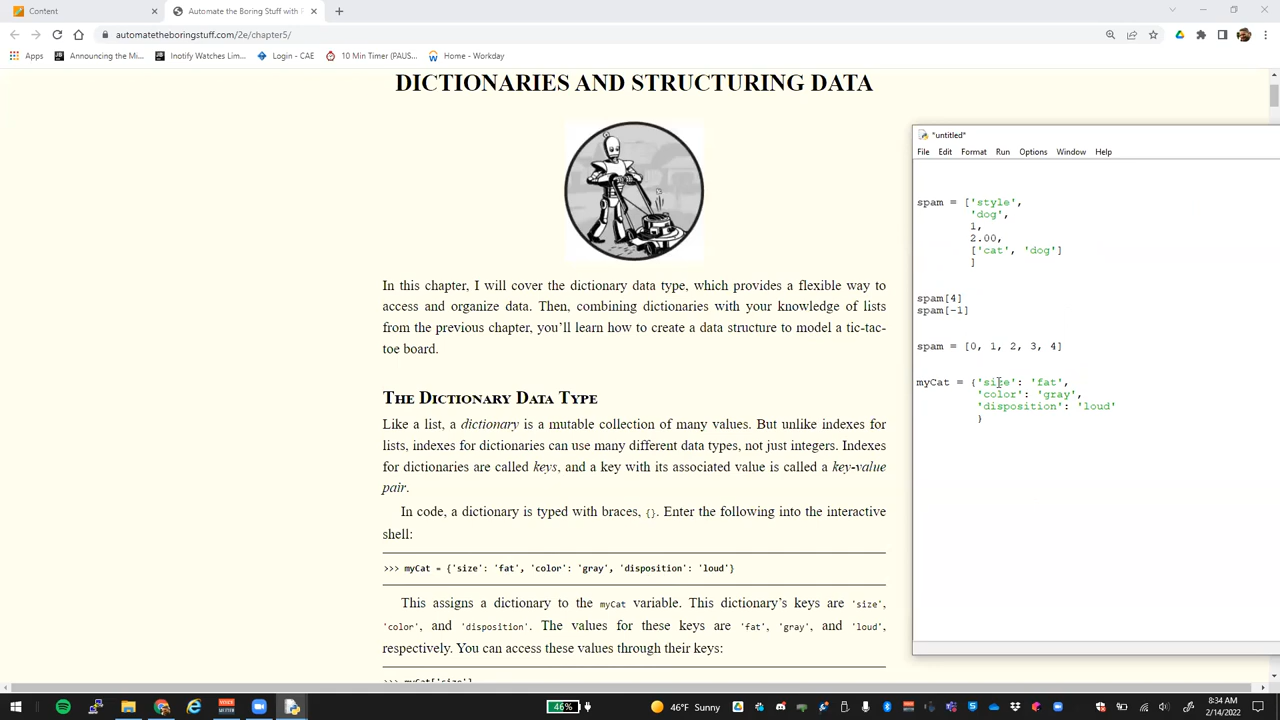 Content
Automate the Boring Stuff with
automatetheboringstuff.com/2e/chapter5/
Apps
Announcing the Mi...
Inotify Watches Lim...
Login - CAE
10 Min Timer (PAUS...
Home - Workday
DICTIONARIES AND STRUCTURING DATA
In this chapter, I will cover the dictionary data type, which provides a flexible way to
access and organize data. Then, combining dictionaries with your knowledge of lists
from the previous chapter, you'll learn how to create a data structure to model a tic-tac-
toe board.
THE DICTIONARY DATA TYPE
Like a list, a dictionary is a mutable collection of many values. But unlike indexes for
lists, indexes for dictionaries can use many different data types, not just integers. Indexes
for dictionaries are called keys, and a key with its associated value is called a key-value
pair.
In code, a dictionary is typed with braces, {}. Enter the following into the interactive
shell:
>>> myCat = {'size': 'fat', 'color': 'gray', 'disposition': 'loud'}
This assigns a dictionary to the myCat variable. This dictionary's keys are 'size',
'color', and 'disposition'. The values for these keys are 'fat', 'gray', and 'loud',
respectively. You can access these values through their keys:
>>> myCat['size']
*untitled*
File Edit Format Run Options Window Help
spam = ['style',
'dog',
1,
2.00,
['cat', 'dog']
]
spam[4]
spam[-1]
spam = [0, 1, 2, 3, 4]
myCat = {'size': 'fat',
'color': 'gray',
'disposition': 'loud'
}
46%
46°F Sunny
8:34 AM
2/14/2022